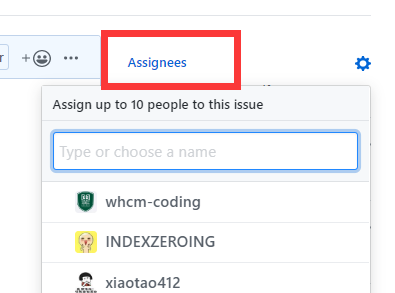 r
Assignees
Assign up to 10 people to this issue
Type or choose a name
whcm-coding
INDEXZEROING
xiaotao412